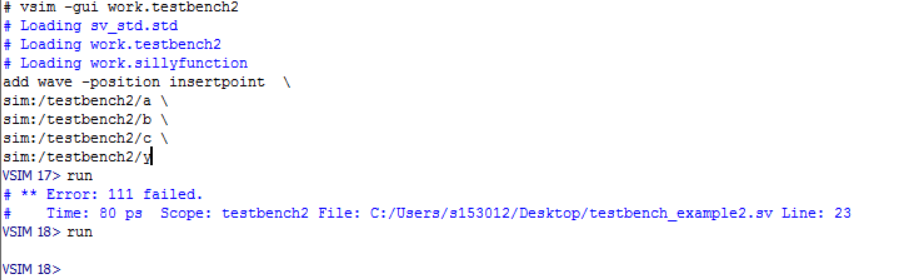 # vsim -gui work.testbench2
# Loading sv_std.std
# Loading work.testbench2
# Loading work.sillyfunction
add wave -position insertpoint  \
sim:/testbench2/a \
sim:/testbench2/b \
sim:/testbench2/c \
sim:/testbench2/y
VSIM 17> run
# ** Error: 111 failed.
#    Time: 80 ps  Scope: testbench2 File: C:/Users/s153012/Desktop/testbench_example2.sv Line: 23
VSIM 18> run
VSIM 18>